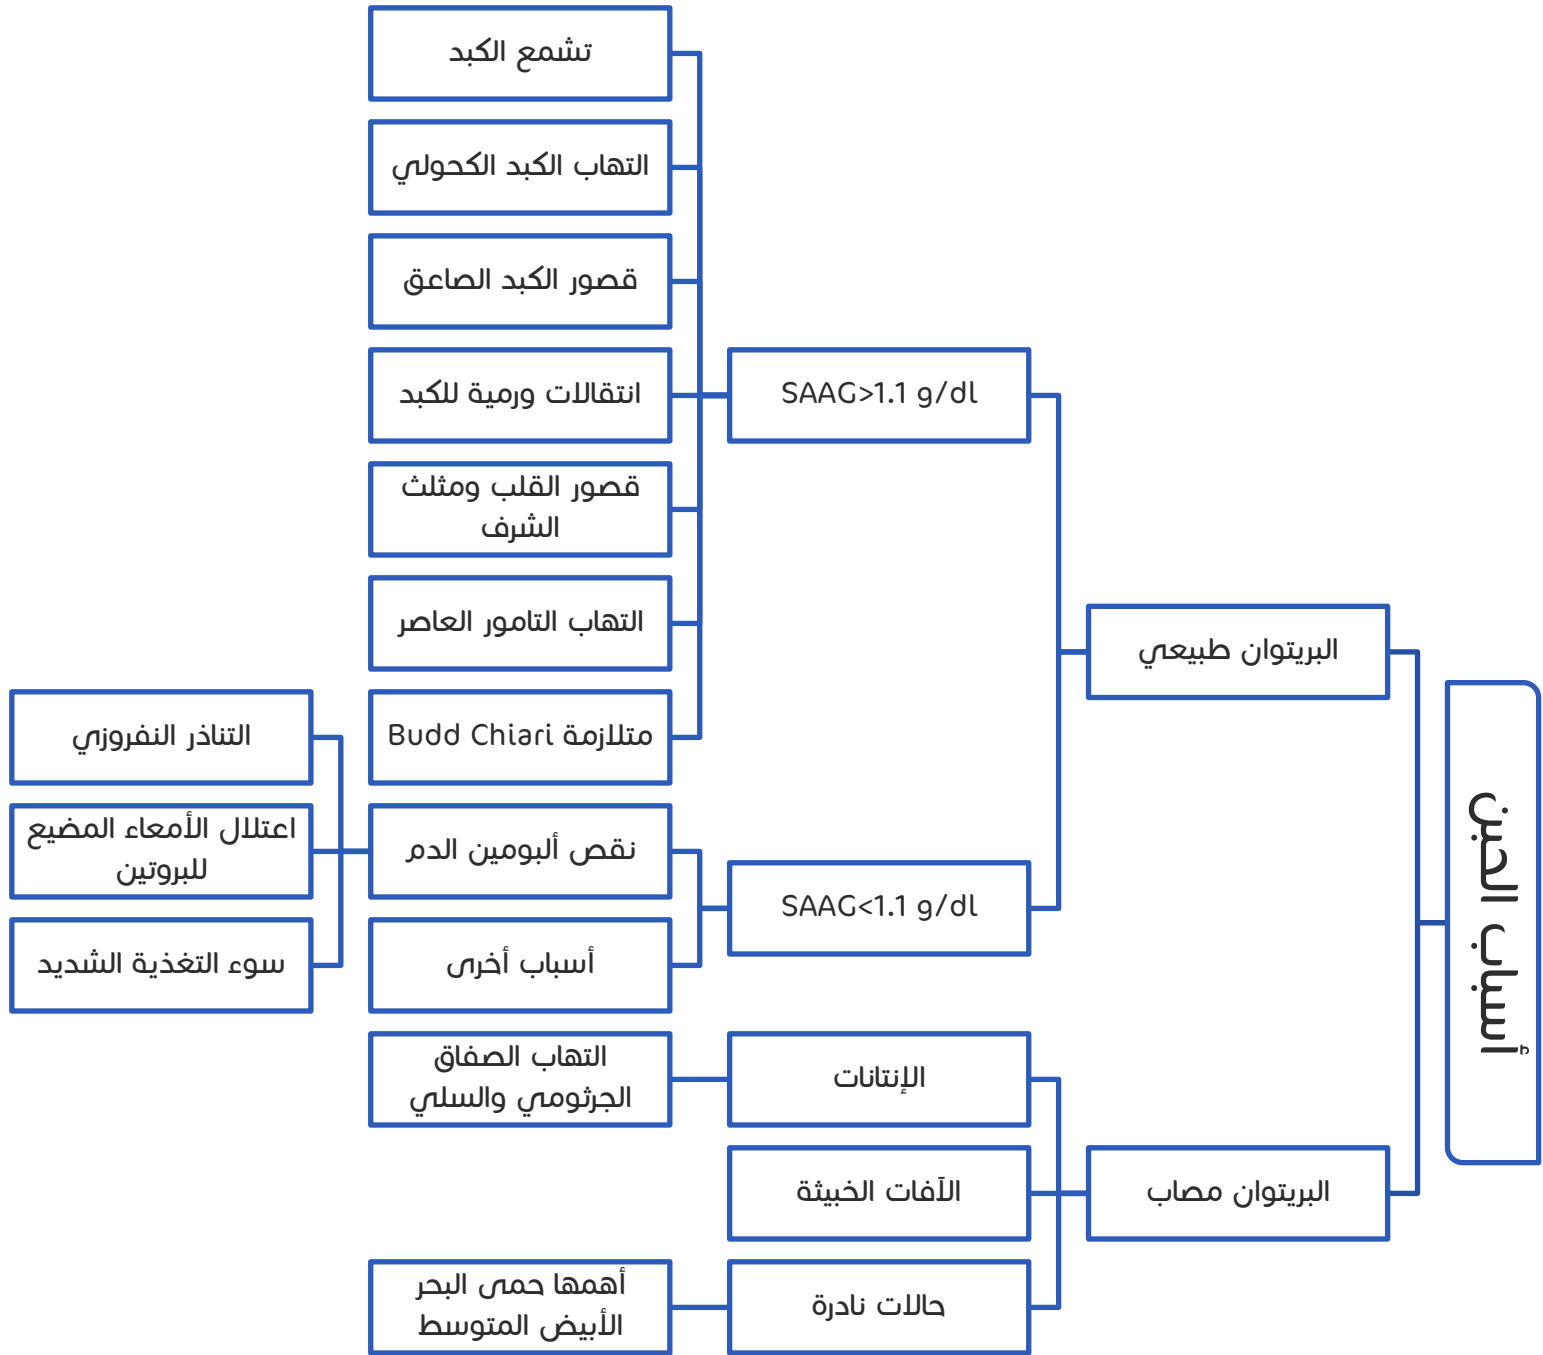 أسباب الحبن
البريتوان طبيعي
SAAG>1.1 g/dl
تشمع الكبد
التهاب الكبد الكحولي
قصور الكبد الصاعق
انتقالات ورمية للكبد
قصور القلب ومثلث
الشرف
التهاب التامور العاصر
متلازمة Budd Chiari
SAAG<1.1 g/dl
نقص ألبومين الدم
التناذر النفروزي
اعتلال الأمعاء المضيع
للبروتين
سوء التغذية الشديد
أسباب أخرى
البريتوان مصاب
الإنتانات
التهاب الصفاق
الجرثومي والسلي
الآفات الخبيثة
حالات نادرة
أهمها حمى البحر
الأبيض المتوسط